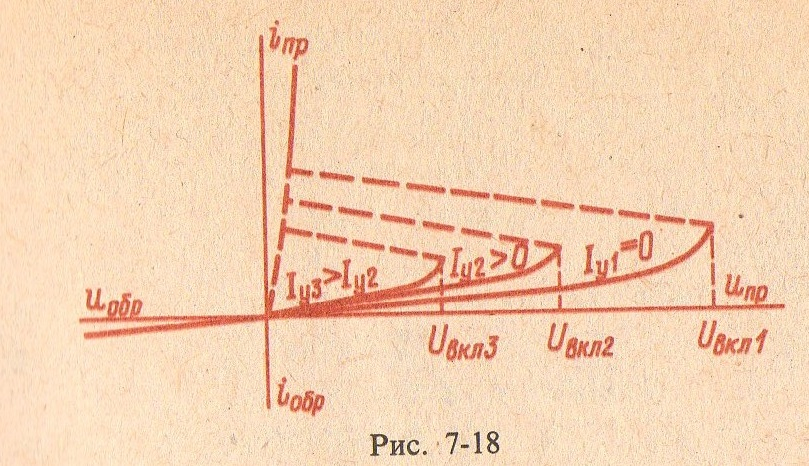 iпр
Iу3>Iу2
Iу2>0
Iу1=0
uобр
uпр
Uвкл3
Uвкл2
Uвкл1
iобр
Рис. 7-18